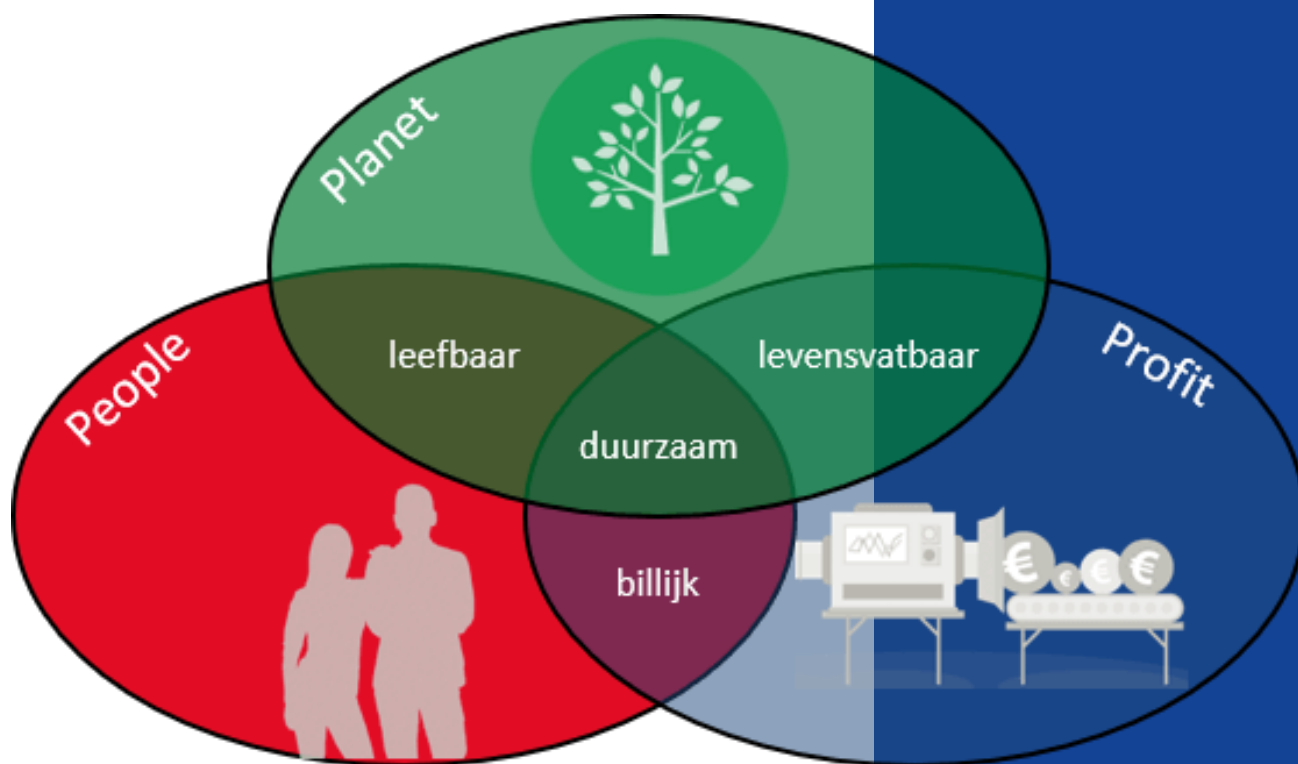 Planet
People
leefbaar
levensvatbaar
Profit
duurzaam
billijk
€ € € €